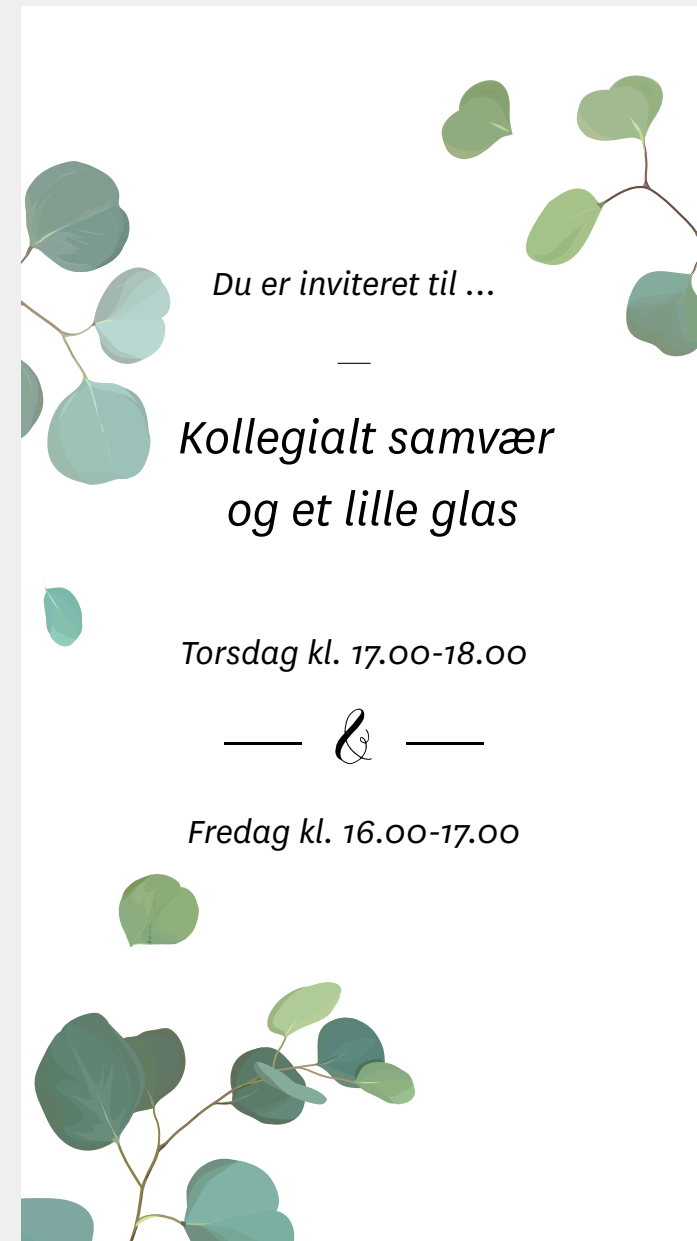 Du er inviteret til ...
Kollegialt samvær
og et lille glas
Torsdag kl. 17.00-18.00
&
Fredag kl. 16.00-17.00